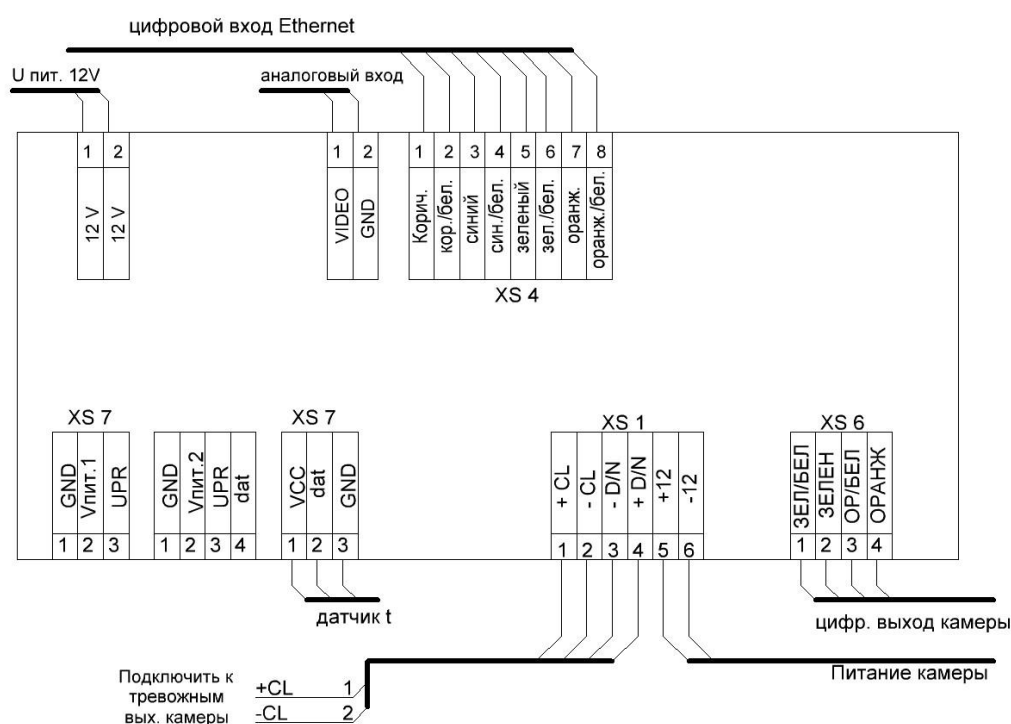 цифровой вход Ethernet
U пит. 12V
аналоговый вход
1 2
1 2
1 2 3 4 5 6 7 8
12 V
12 V
VIDEO
GND
Корич.
кор./бел.
синий
син./бел.
зеленый
зел./бел.
оранж.
оранж./бел.
XS 4
XS 7
XS 7
XS 1
XS 6
GND
Vпит.1
UPR
GND
Vпит.2
UPR
dat
VCC
dat
GND
+ CL
- CL
- D/N
+ D/N
+12
-12
ЗЕЛ/БЕЛ
ЗЕЛЕН
ОР/БЕЛ
ОРАНЖ
1 2 3
1 2 3 4
1 2 3
1 2 3 4 5 6
1 2 3 4
датчик t
цифр. выход камеры
Питание камеры
Подключить к
тревожным
вых. камеры
+CL 1
-CL 2